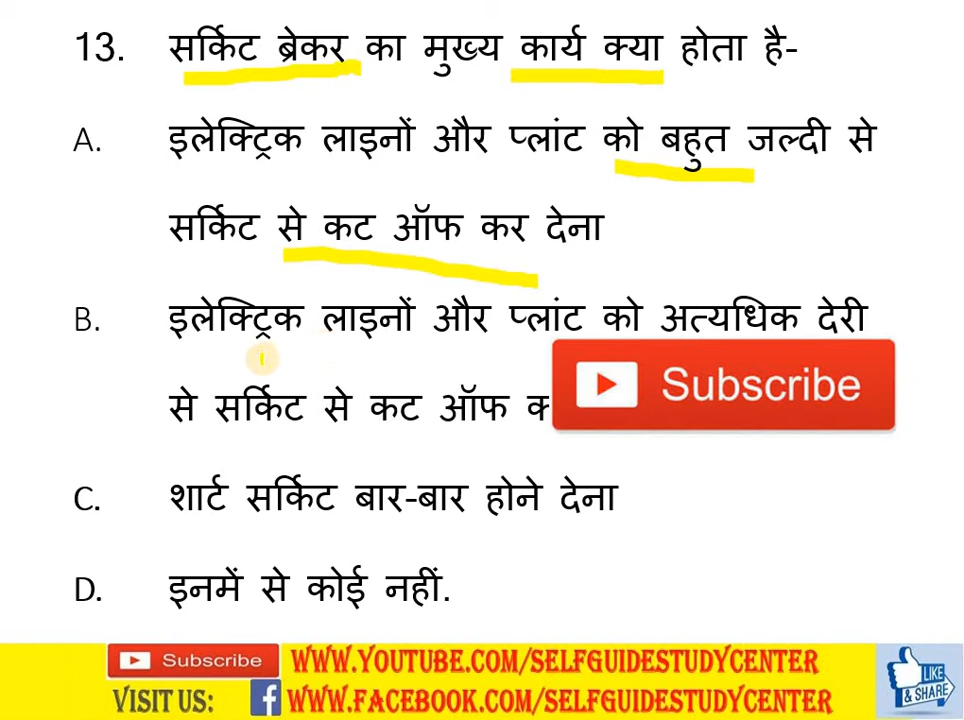 13. सर्किट ब्रेकर का मुख्य कार्य क्या होता है-
A. इलेक्ट्रिक लाइनों और प्लांट को बहुत जल्दी से
सर्किट से कट ऑफ कर देना
B. इलेक्ट्रिक लाइनों और प्लांट को अत्यधिक देरी
से सर्किट से कट ऑफ
Subscribe
C. शार्ट सर्किट बार-बार होने देना
D. इनमें से कोई नहीं.
Subscribe WWW.YOUTUBE.COM/SELFGUIDESTUDYCENTER
VISIT US: f WWW.FACEBOOK.COM/SELFGUIDESTUDYCENTER
LIKE
& SHARE